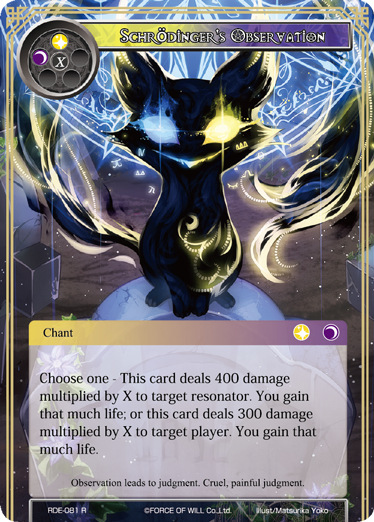 Schrödinger's Observation
X
Chant
Choose one - This card deals 400 damage
multiplied by X to target resonator. You gain
that much life; or this card deals 300 damage
multiplied by X to target player. You gain that
much life.
Observation leads to judgment. Cruel, painful judgment.
RDE-081 R ©FORCE OF WILL Co.,Ltd. Illust/Matsurika Yoko